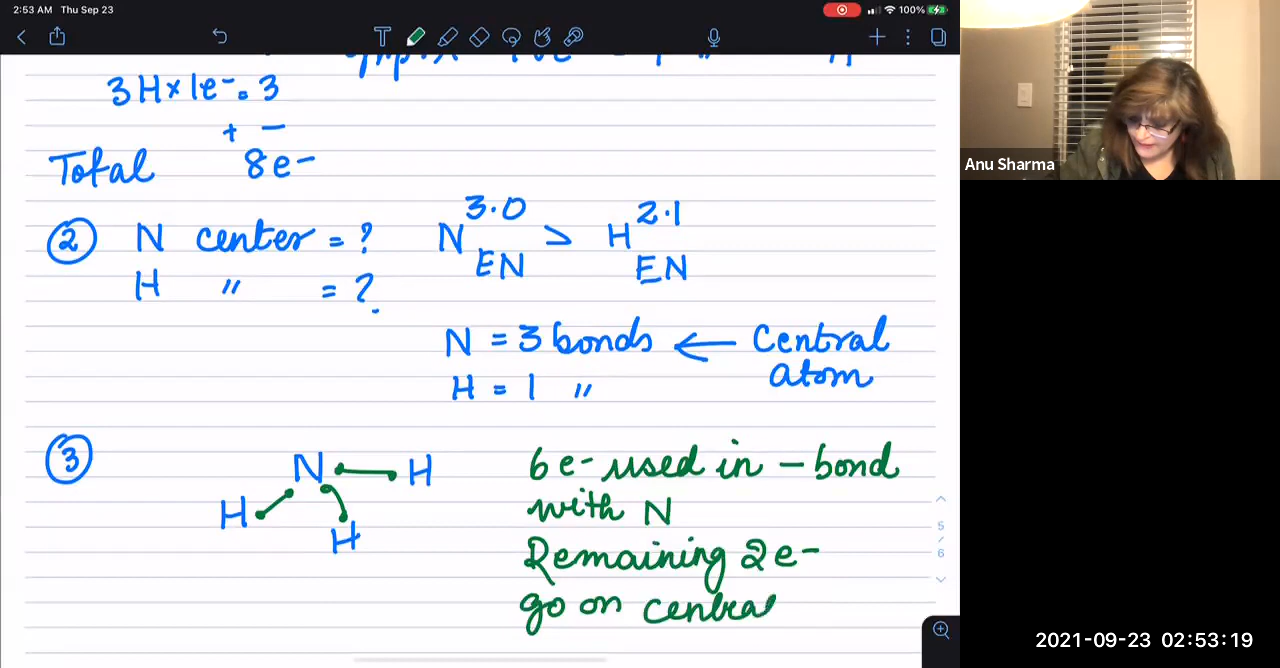 2:53 AM Thu Sep 23
100%
3H×1e-. 3
+ -
Total 8e-
② N center = ? N 3.0 EN > H 2.1 EN
H " = ?
N = 3 bonds ← Central
atom
H = 1 "
③
N H
H
H
6e- used in - bond
with N
Remaining 2e-
go on central
5
/
6
Anu Sharma
2021-09-23 02:53:19